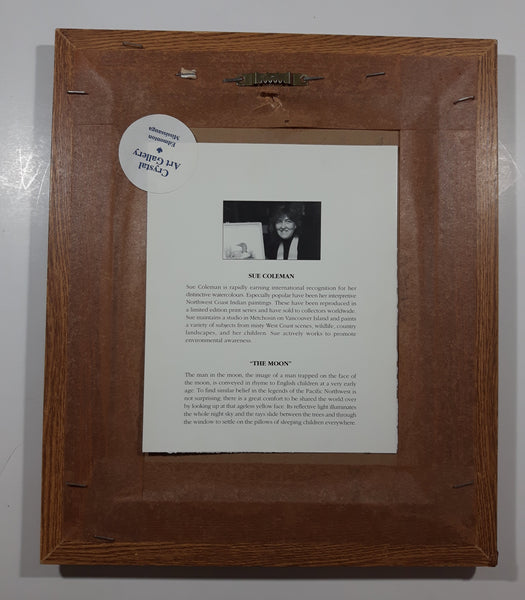 Crystal
Art Gallery
Edmonton
Mississauga
SUE COLEMAN
Sue Coleman is rapidly earning international recognition for her
distinctive watercolours. Especially popular have been her interpretive
Northwest Coast Indian paintings. These have been reproduced in
a limited edition print series and have sold to collectors worldwide.
Sue maintains a studio in Metchosin on Vancouver Island and paints
a variety of subjects from misty West Coast scenes, wildlife, country
landscapes, and her children. Sue actively works to promote
environmental awareness.
"THE MOON"
The man in the moon, the image of a man trapped on the face of
the moon, is conveyed in rhyme to English children at a very early
age. To find similar belief in the legends of the Pacific Northwest is
not surprising; there is a great comfort to be shared the world over
by looking up at that ageless yellow face. Its reflective light illuminates
the whole night sky and the rays slide between the trees and through
the window to settle on the pillows of sleeping children everywhere.